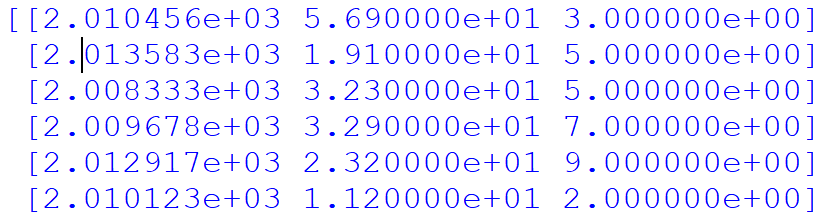 [[2.010456e+03 5.690000e+01 3.000000e+00]
[2.013583e+03 1.910000e+01 5.000000e+00]
[2.008333e+03 3.230000e+01 5.000000e+00]
[2.009678e+03 3.290000e+01 7.000000e+00]
[2.012917e+03 2.320000e+01 9.000000e+00]
[2.010123e+03 1.120000e+01 2.000000e+00]